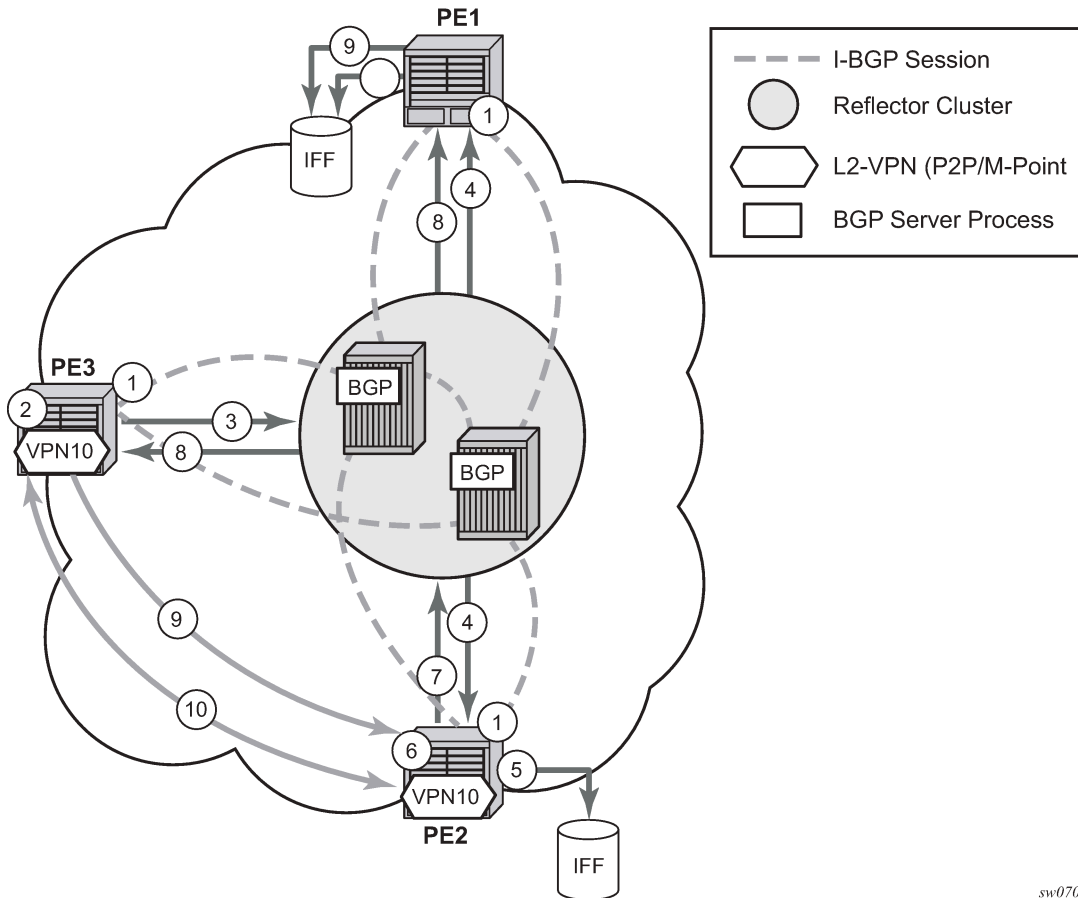 PE1
9
1
IFF
8
4
I-BGP Session
Reflector Cluster
L2-VPN (P2P/M-Point
BGP Server Process
PE3
1
2
VPN10
3
8
BGP
BGP
9
10
4
7
1
6
5
VPN10
PE2
IFF
sw070